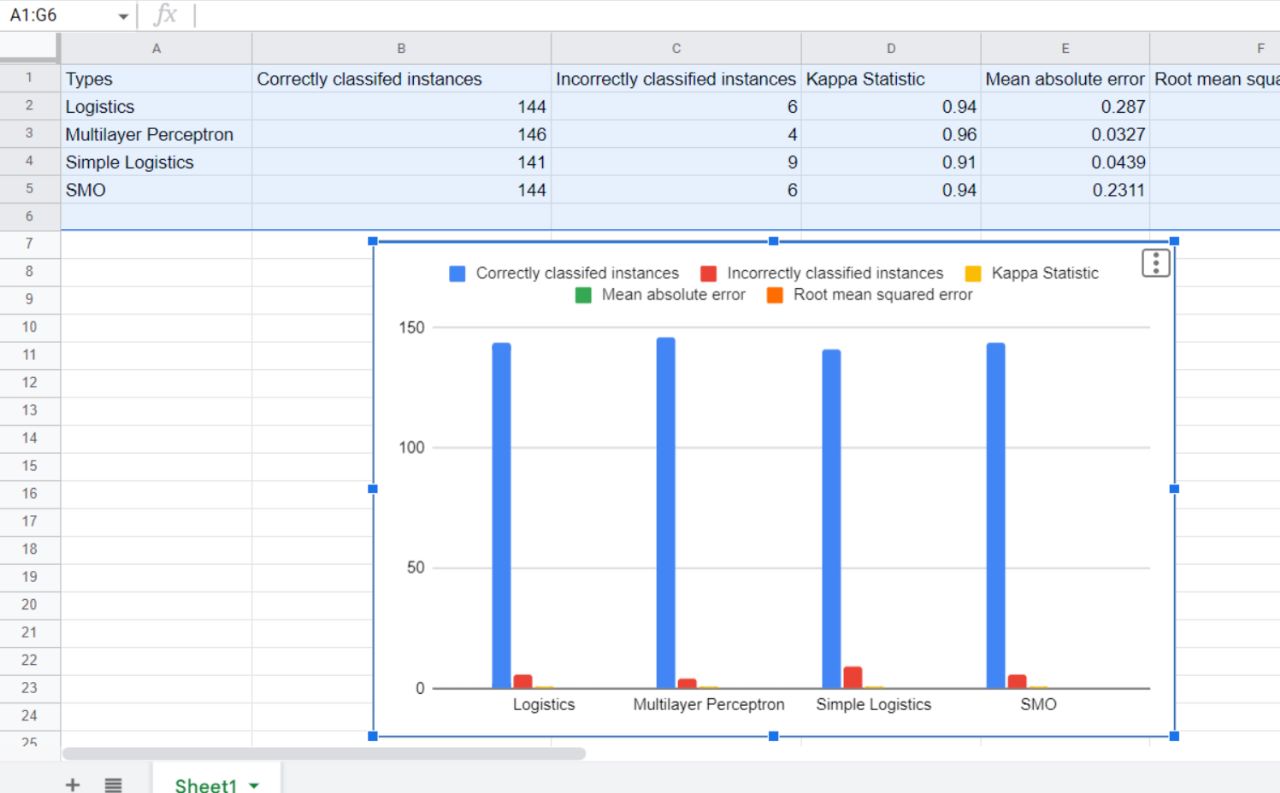 A1:G6 fx
A B C D E F
1 Types Correctly classifed instances Incorrectly classified instances Kappa Statistic Mean absolute error Root mean squa
2 Logistics 144 6 0.94 0.287
3 Multilayer Perceptron 146 4 0.96 0.0327
4 Simple Logistics 141 9 0.91 0.0439
5 SMO 144 6 0.94 0.2311
6
7
8
9
10
11
12
13
14
15
16
17
18
19
20
21
22
23
24
25
Correctly classifed instances Incorrectly classified instances Kappa Statistic
Mean absolute error Root mean squared error
150
100
50
0
Logistics Multilayer Perceptron Simple Logistics SMO
Sheet1